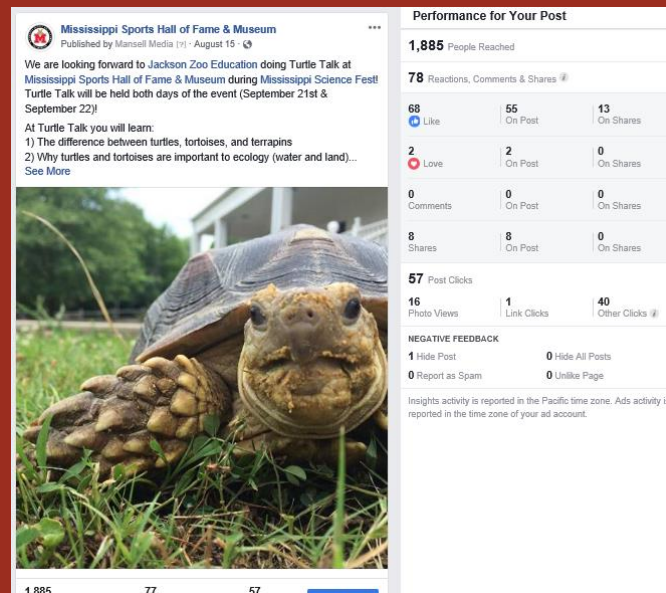 Mississippi Sports Hall of Fame & Museum
Published by Mansell Media [?] · August 15 ·
We are looking forward to Jackson Zoo Education doing Turtle Talk at
Mississippi Sports Hall of Fame & Museum during Mississippi Science Fest!
Turtle Talk will be held both days of the event (September 21st &
September 22)!
At Turtle Talk you will learn:
1) The difference between turtles, tortoises, and terrapins
2) Why turtles and tortoises are important to ecology (water and land)...
See More
1,885 77 57
Performance for Your Post
1,885 People Reached
78 Reactions, Comments & Shares
68 55 13
Like On Post On Shares
2 2 0
Love On Post On Shares
0 0 0
Comments On Post On Shares
8 8 0
Shares On Post On Shares
57 Post Clicks
16 1 40
Photo Views Link Clicks Other Clicks
NEGATIVE FEEDBACK
1 Hide Post 0 Hide All Posts
0 Report as Spam 0 Unlike Page
Insights activity is reported in the Pacific time zone. Ads activity i
reported in the time zone of your ad account.